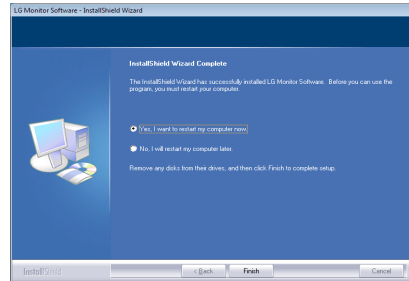 LG Monitor Software - InstallShield Wizard
InstallShield Wizard Complete
The InstallShield Wizard has successfully installed LG Monitor Software. Before you can use the
program, you must restart your computer.
Yes, I want to restart my computer now.
No, I will restart my computer later.
Remove any disks from their drives, and then click Finish to complete setup.
InstallShield
< Back Finish Cancel